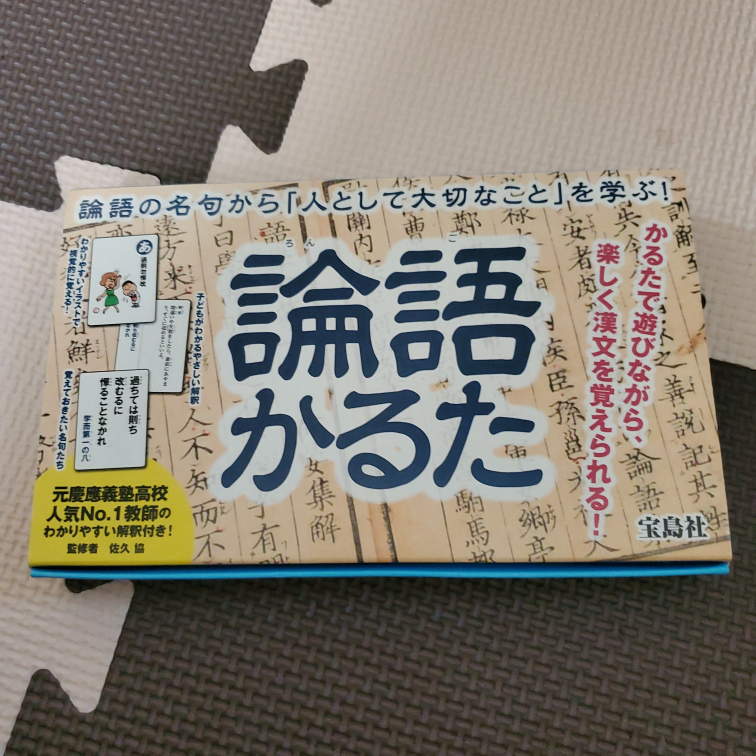 論語の名句から「人として大切なこと」を学ぶ!
ろん ご
論語
かるた
かるたで遊びながら、
楽しく漢文を覚えられる!
わかりやすいイラストで
視覚的に覚える!
あ
子どもがわかるやさしい解釈
覚えておきたい名句たち
過ちては則ち
改むるに
憚ることなかれ
学而第一の八
元慶應義塾高校
人気No.1教師の
わかりやすい解釈付き!
監修者 佐久 協
宝島社